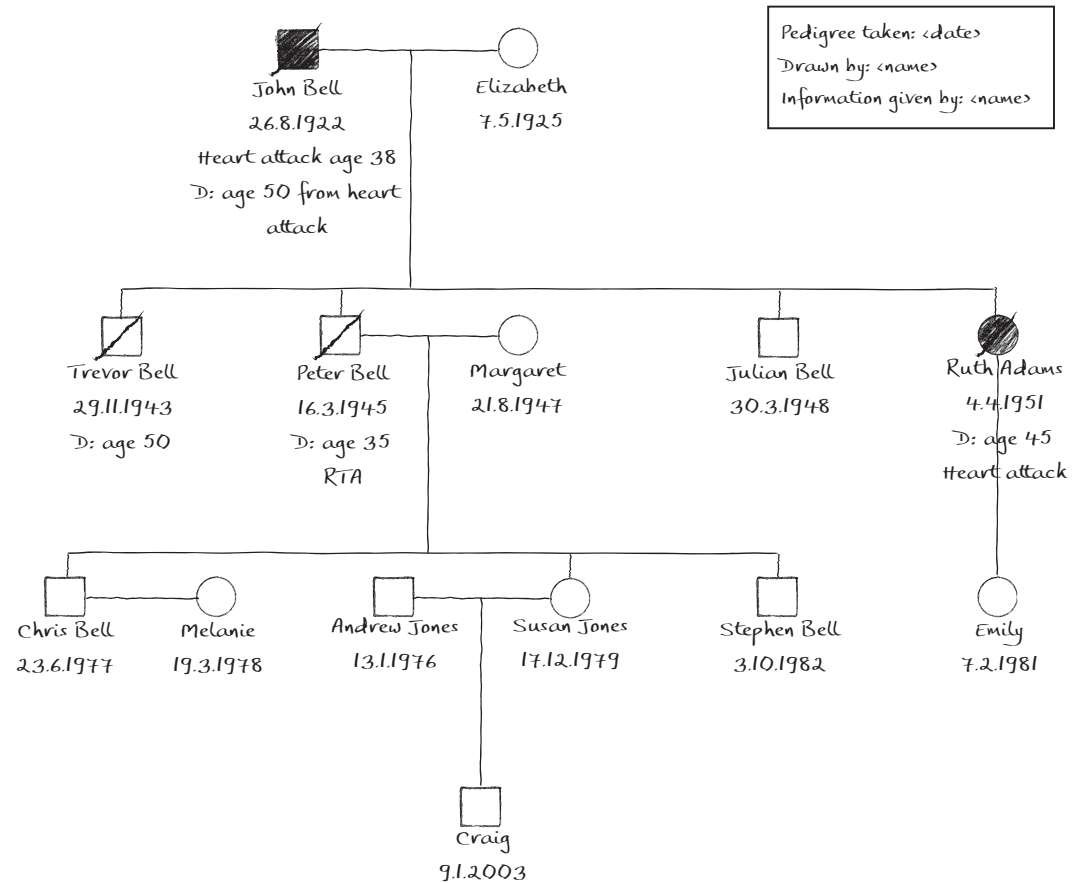 Pedigree taken: <date>
Drawn by: <name>
Information given by: <name>
John Bell
26.8.1922
Heart attack age 38
D: age 50 from heart
attack
Elizabeth
7.5.1925
Trevor Bell
29.11.1943
D: age 50
Peter Bell
16.3.1945
D: age 35
RTA
Margaret
21.8.1947
Julian Bell
30.3.1948
Ruth Adams
4.4.1951
D: age 45
Heart attack
Chris Bell
23.6.1977
Melanie
19.3.1978
Andrew Jones
13.1.1976
Susan Jones
17.12.1979
Stephen Bell
3.10.1982
Emily
7.2.1981
Craig
9.1.2003